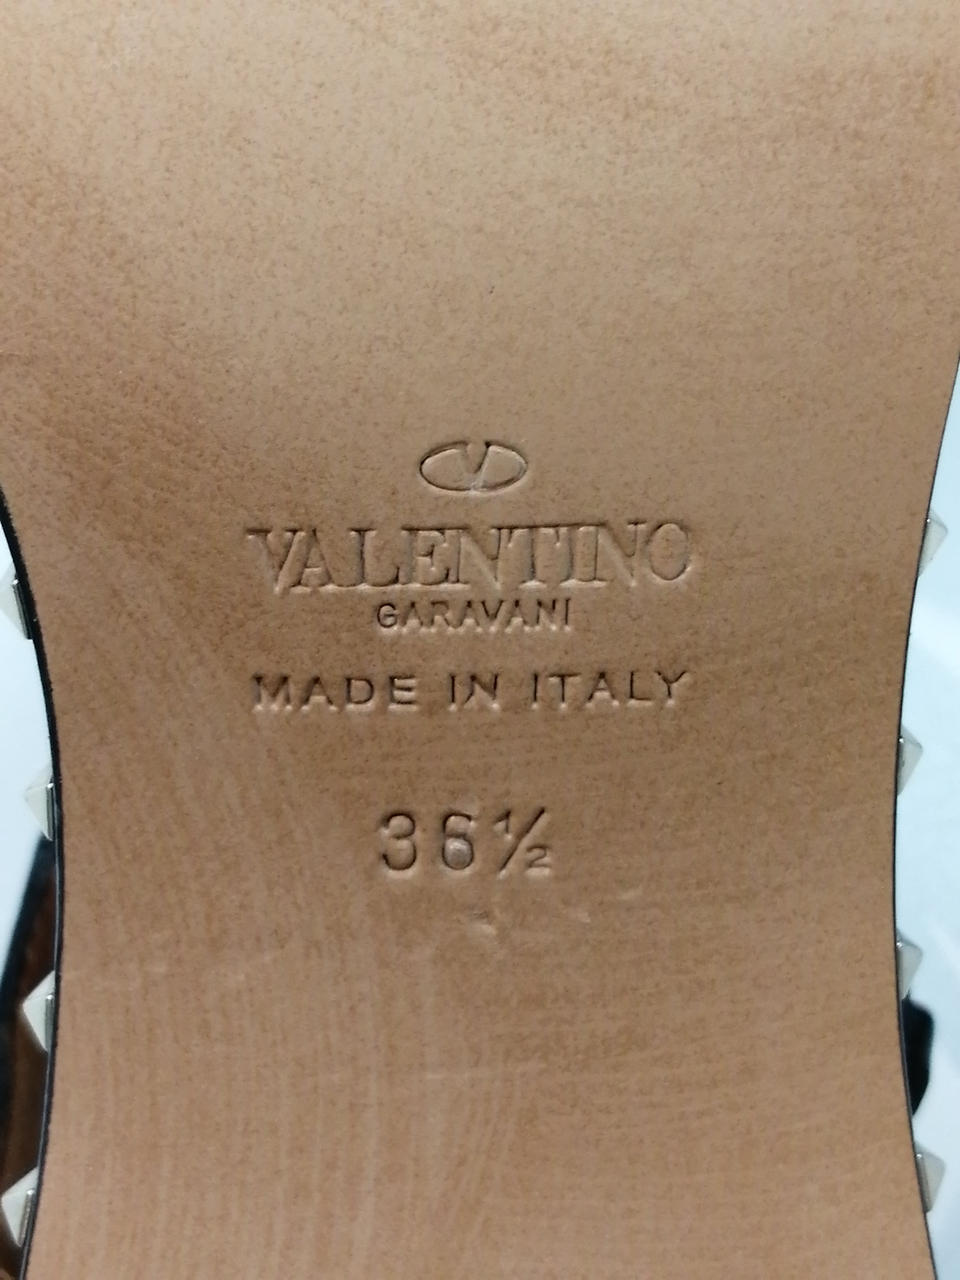 VALENTINO
GARAVANI
MADE IN ITALY
36½